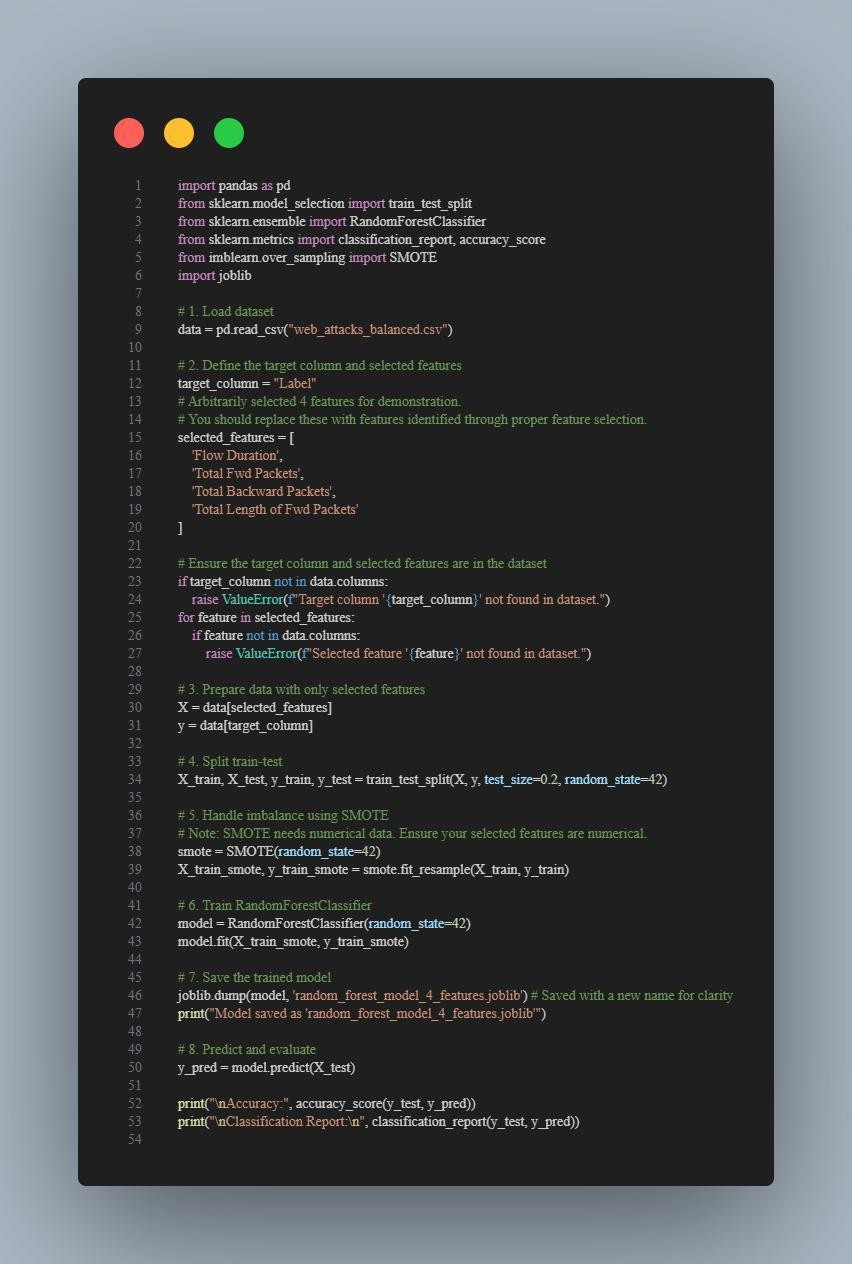 1 import pandas as pd
2 from sklearn.model_selection import train_test_split
3 from sklearn.ensemble import RandomForestClassifier
4 from sklearn.metrics import classification_report, accuracy_score
5 from imblearn.over_sampling import SMOTE
6 import joblib
7
8 # 1. Load dataset
9 data = pd.read_csv("web_attacks_balanced.csv")
10
11 # 2. Define the target column and selected features
12 target_column = "Label"
13 # Arbitrarily selected 4 features for demonstration.
14 # You should replace these with features identified through proper feature selection.
15 selected_features = [
16     'Flow Duration',
17     'Total Fwd Packets',
18     'Total Backward Packets',
19     'Total Length of Fwd Packets'
20 ]
21
22 # Ensure the target column and selected features are in the dataset
23 if target_column not in data.columns:
24     raise ValueError(f"Target column '{target_column}' not found in dataset.")
25 for feature in selected_features:
26     if feature not in data.columns:
27         raise ValueError(f"Selected feature '{feature}' not found in dataset.")
28
29 # 3. Prepare data with only selected features
30 X = data[selected_features]
31 y = data[target_column]
32
33 # 4. Split train-test
34 X_train, X_test, y_train, y_test = train_test_split(X, y, test_size=0.2, random_state=42)
35
36 # 5. Handle imbalance using SMOTE
37 # Note: SMOTE needs numerical data. Ensure your selected features are numerical.
38 smote = SMOTE(random_state=42)
39 X_train_smote, y_train_smote = smote.fit_resample(X_train, y_train)
40
41 # 6. Train RandomForestClassifier
42 model = RandomForestClassifier(random_state=42)
43 model.fit(X_train_smote, y_train_smote)
44
45 # 7. Save the trained model
46 joblib.dump(model, 'random_forest_model_4_features.joblib') # Saved with a new name for clarity
47 print("Model saved as 'random_forest_model_4_features.joblib'")
48
49 # 8. Predict and evaluate
50 y_pred = model.predict(X_test)
51
52 print("\nAccuracy:", accuracy_score(y_test, y_pred))
53 print("\nClassification Report:\n", classification_report(y_test, y_pred))
54